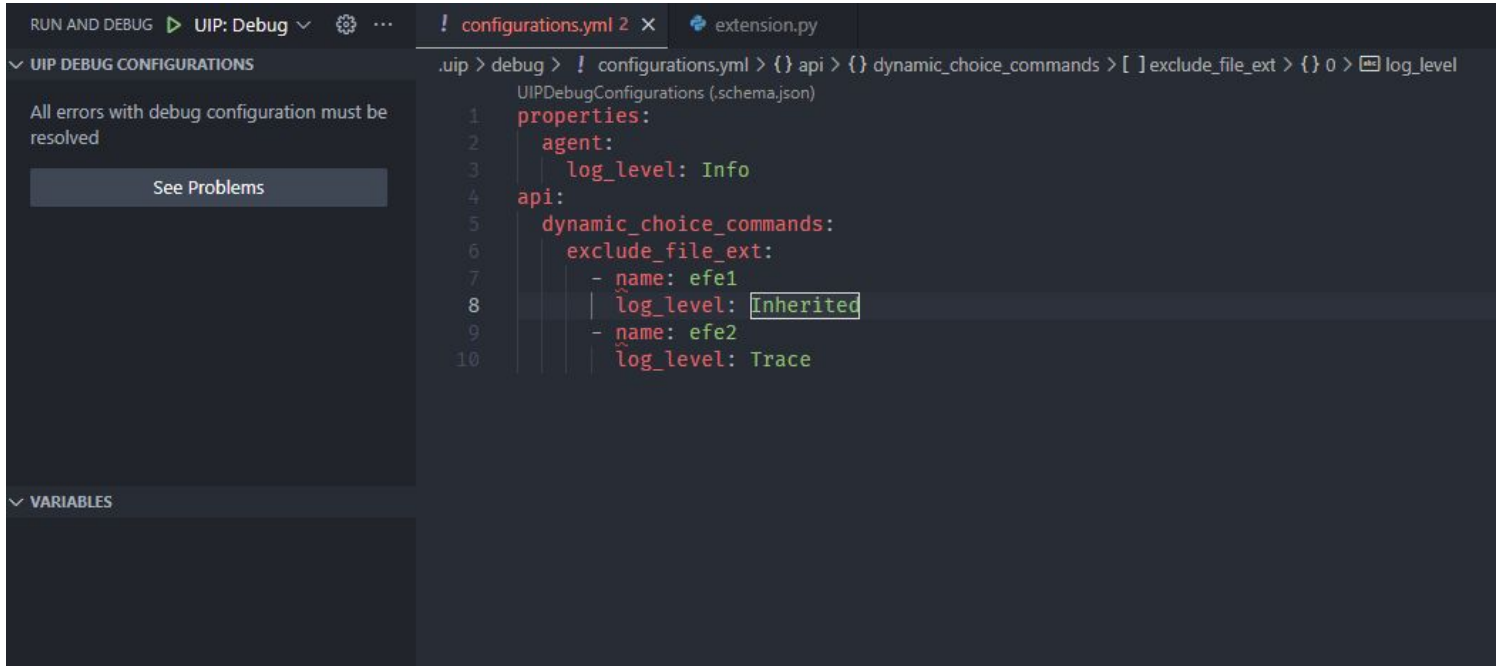 RUN AND DEBUG UIP: Debug ...
! configurations.yml 2 × extension.py
UIP DEBUG CONFIGURATIONS
.uip > debug > ! configurations.yml > {} api > {} dynamic_choice_commands > [ ] exclude_file_ext > {} 0 > abc log_level
All errors with debug configuration must be
resolved
See Problems
VARIABLES
UIPDebugConfigurations (.schema.json)
1 properties:
2 agent:
3 log_level: Info
4 api:
5 dynamic_choice_commands:
6 exclude_file_ext:
7 - name: efe1
8 log_level: Inherited
9 - name: efe2
10 log_level: Trace